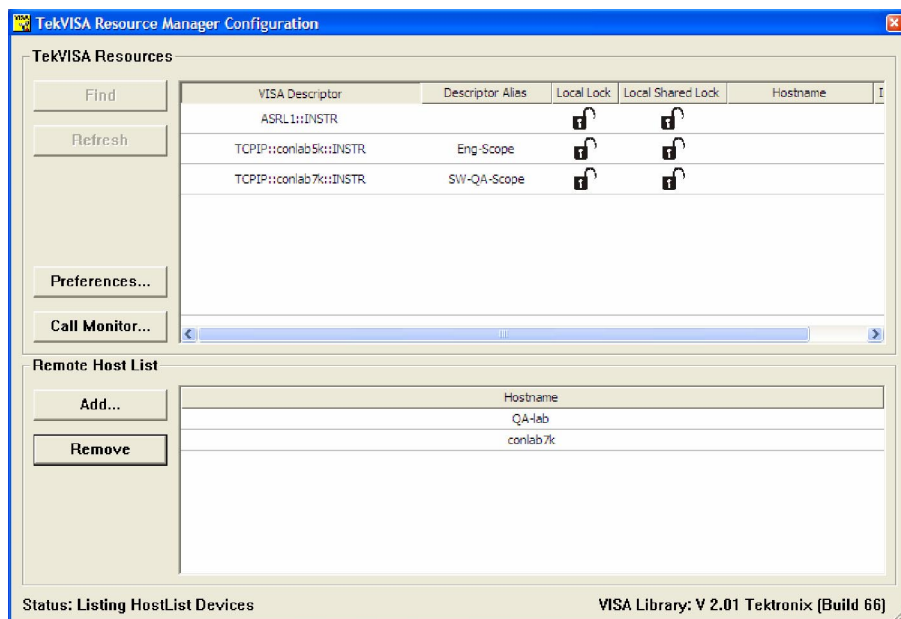 TekVISA Resource Manager Configuration
TekVISA Resources
Find
Refresh
Preferences...
Call Monitor...
VISA Descriptor Descriptor Alias Local Lock Local Shared Lock Hostname I
ASRL1::INSTR
TCPIP::conlab5k::INSTR Eng-Scope
TCPIP::conlab7k::INSTR SW-QA-Scope
Remote Host List
Add...
Remove
Hostname
QA-lab
conlab7k
Status: Listing HostList Devices VISA Library: V 2.01 Tektronix (Build 66)